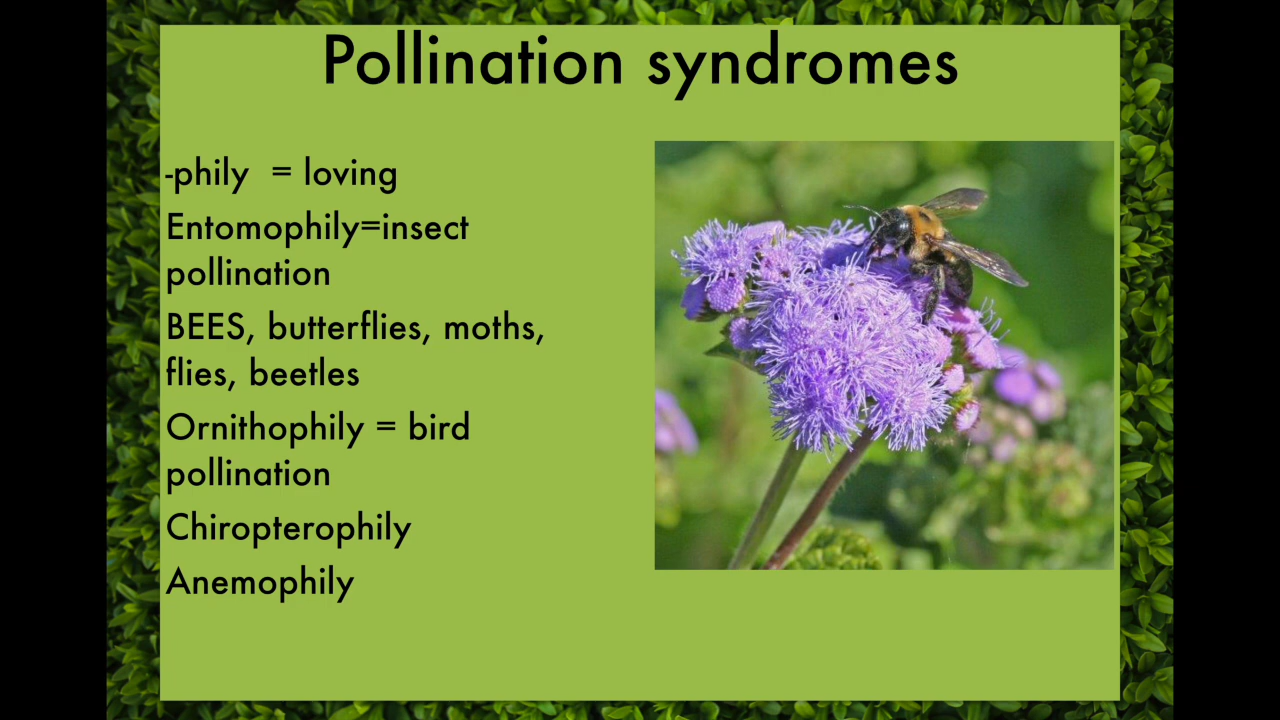 Pollination syndromes
-phily = loving
Entomophily=insect
pollination
BEES, butterflies, moths,
flies, beetles
Ornithophily = bird
pollination
Chiropterophily
Anemophily